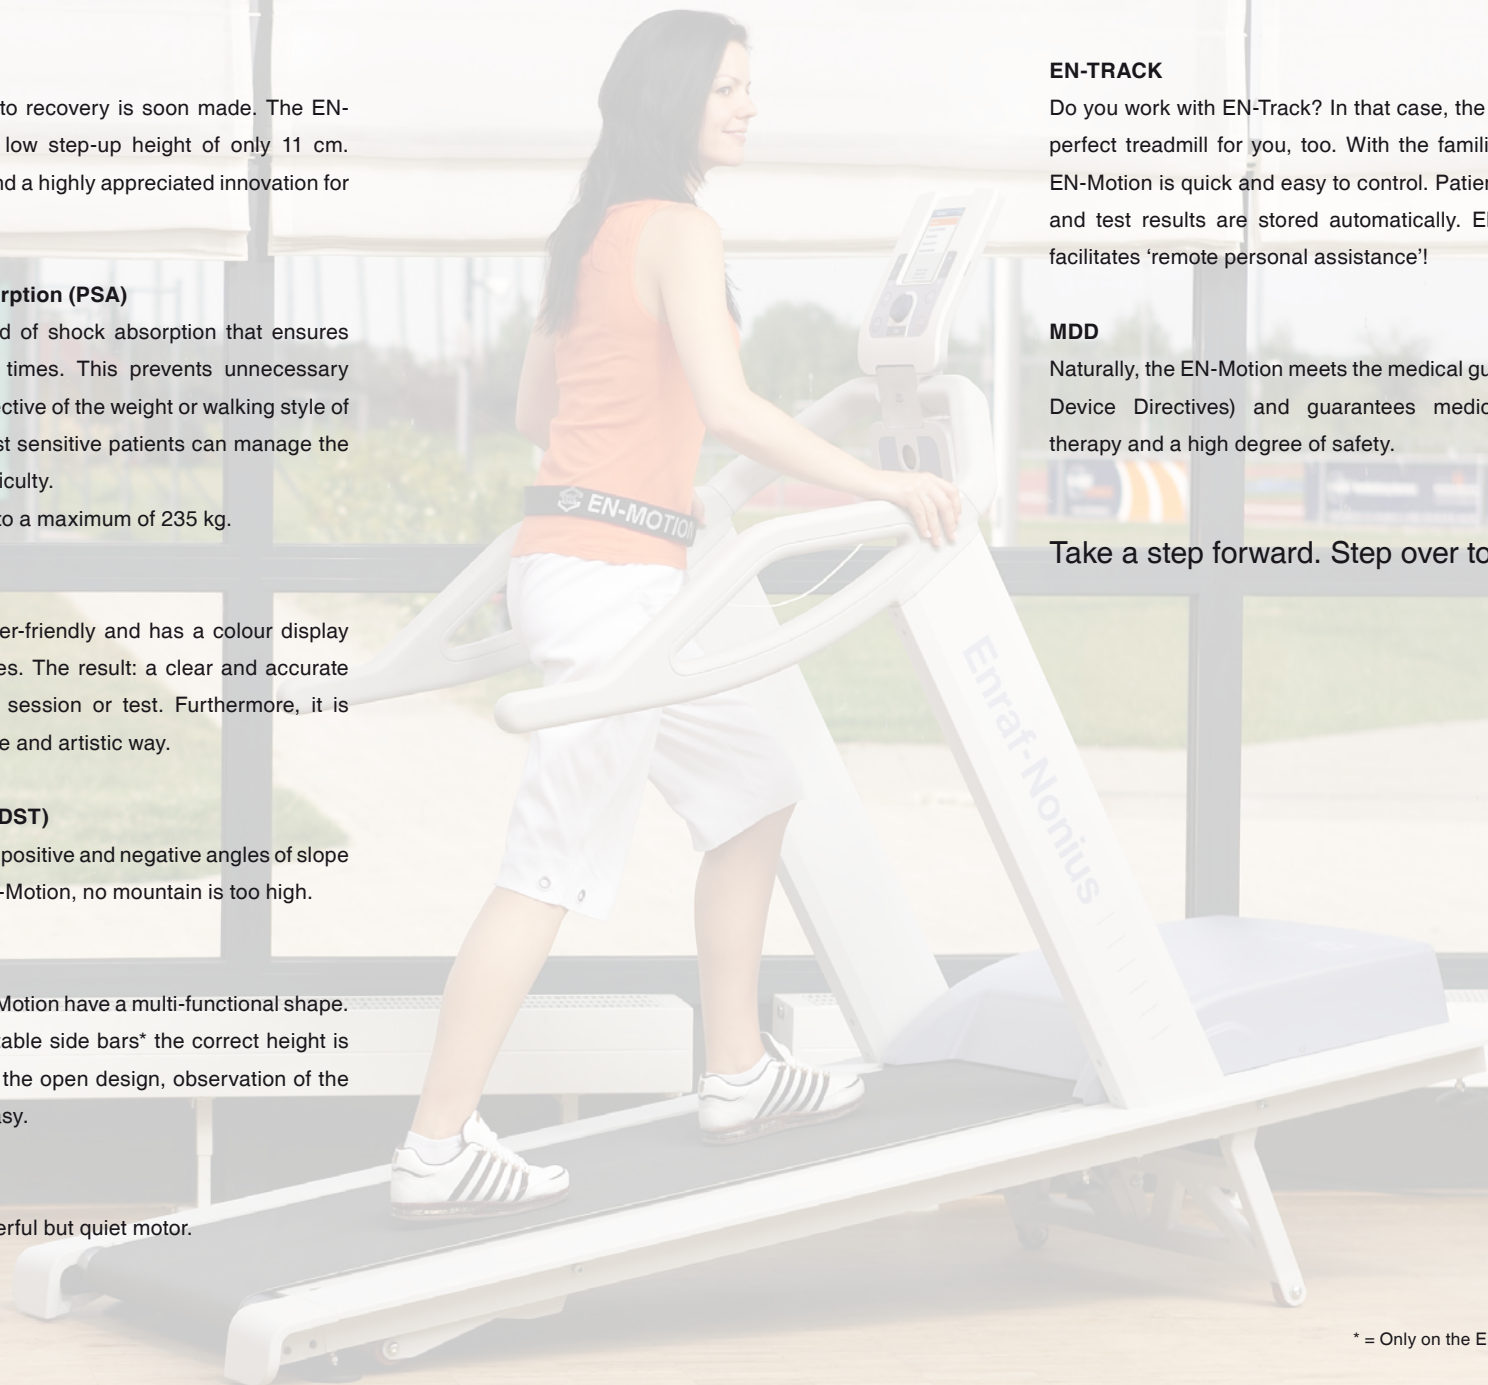 to recovery is soon made. The EN-
low step-up height of only 11 cm.
nd a highly appreciated innovation for
rption (PSA)
d of shock absorption that ensures
times. This prevents unnecessary
ective of the weight or walking style of
st sensitive patients can manage the
iculty.
to a maximum of 235 kg.
er-friendly and has a colour display
es. The result: a clear and accurate
session or test. Furthermore, it is
e and artistic way.
DST)
positive and negative angles of slope
-Motion, no mountain is too high.
Motion have a multi-functional shape.
table side bars* the correct height is
the open design, observation of the
asy.
erful but quiet motor.
EN-MOTION
Enraf-Nonius
EN-TRACK
Do you work with EN-Track? In that case, the
perfect treadmill for you, too. With the famili
EN-Motion is quick and easy to control. Patien
and test results are stored automatically. E
facilitates ‘remote personal assistance’!
MDD
Naturally, the EN-Motion meets the medical gu
Device Directives) and guarantees medic
therapy and a high degree of safety.
Take a step forward. Step over to
* = Only on the E